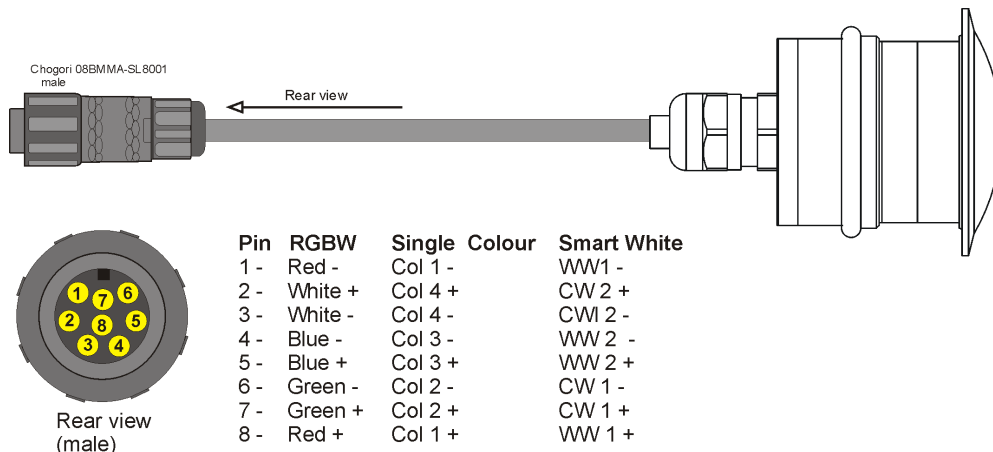 Chogori 08BMMA-SL8001
male
Rear view
Pin RGBW Single Colour Smart White
1 - Red - Col 1 - WW1 -
2 - White + Col 4 + CW 2 +
3 - White - Col 4 - CWI 2 -
4 - Blue - Col 3 - WW 2 -
5 - Blue + Col 3 + WW 2 +
6 - Green - Col 2 - CW 1 -
7 - Green + Col 2 + CW 1 +
8 - Red + Col 1 + WW 1 +
1 7 6
2 8 5
3 4
Rear view
(male)